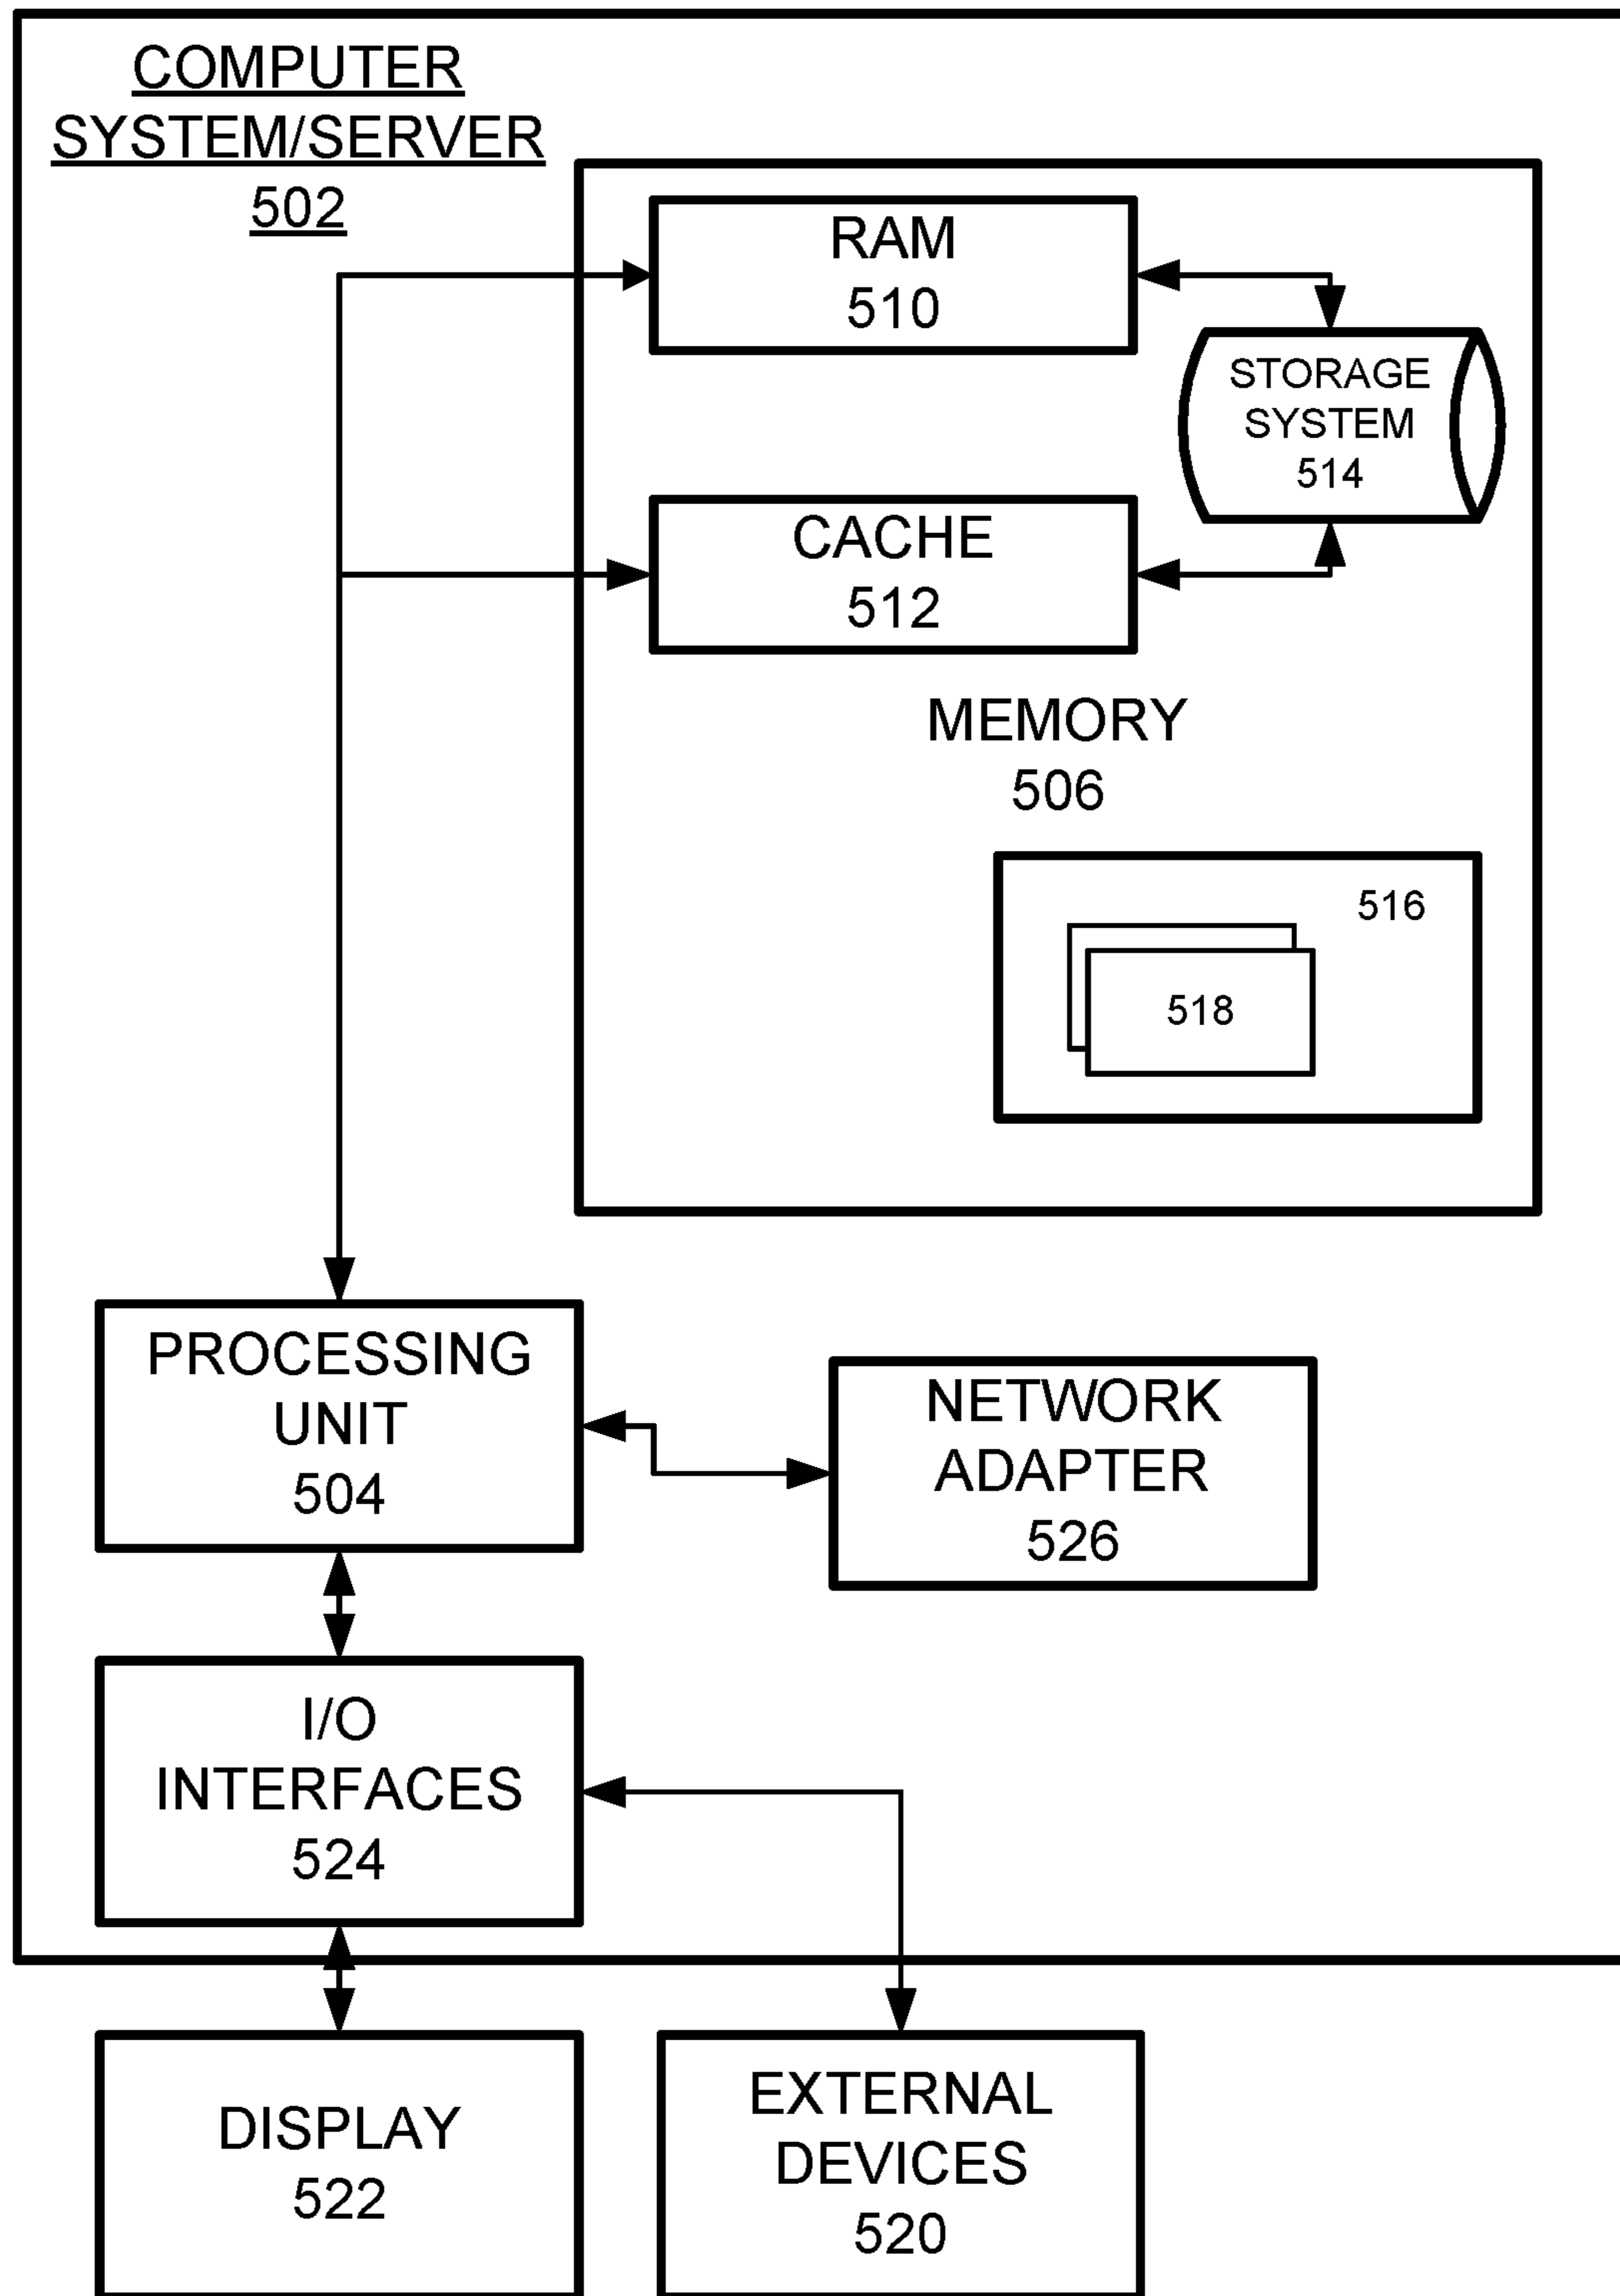 COMPUTER
SYSTEM/SERVER
502
RAM
510
STORAGE
SYSTEM
514
CACHE
512
MEMORY
506
516
518
PROCESSING
UNIT
504
NETWORK
ADAPTER
526
I/O
INTERFACES
524
DISPLAY
522
EXTERNAL
DEVICES
520